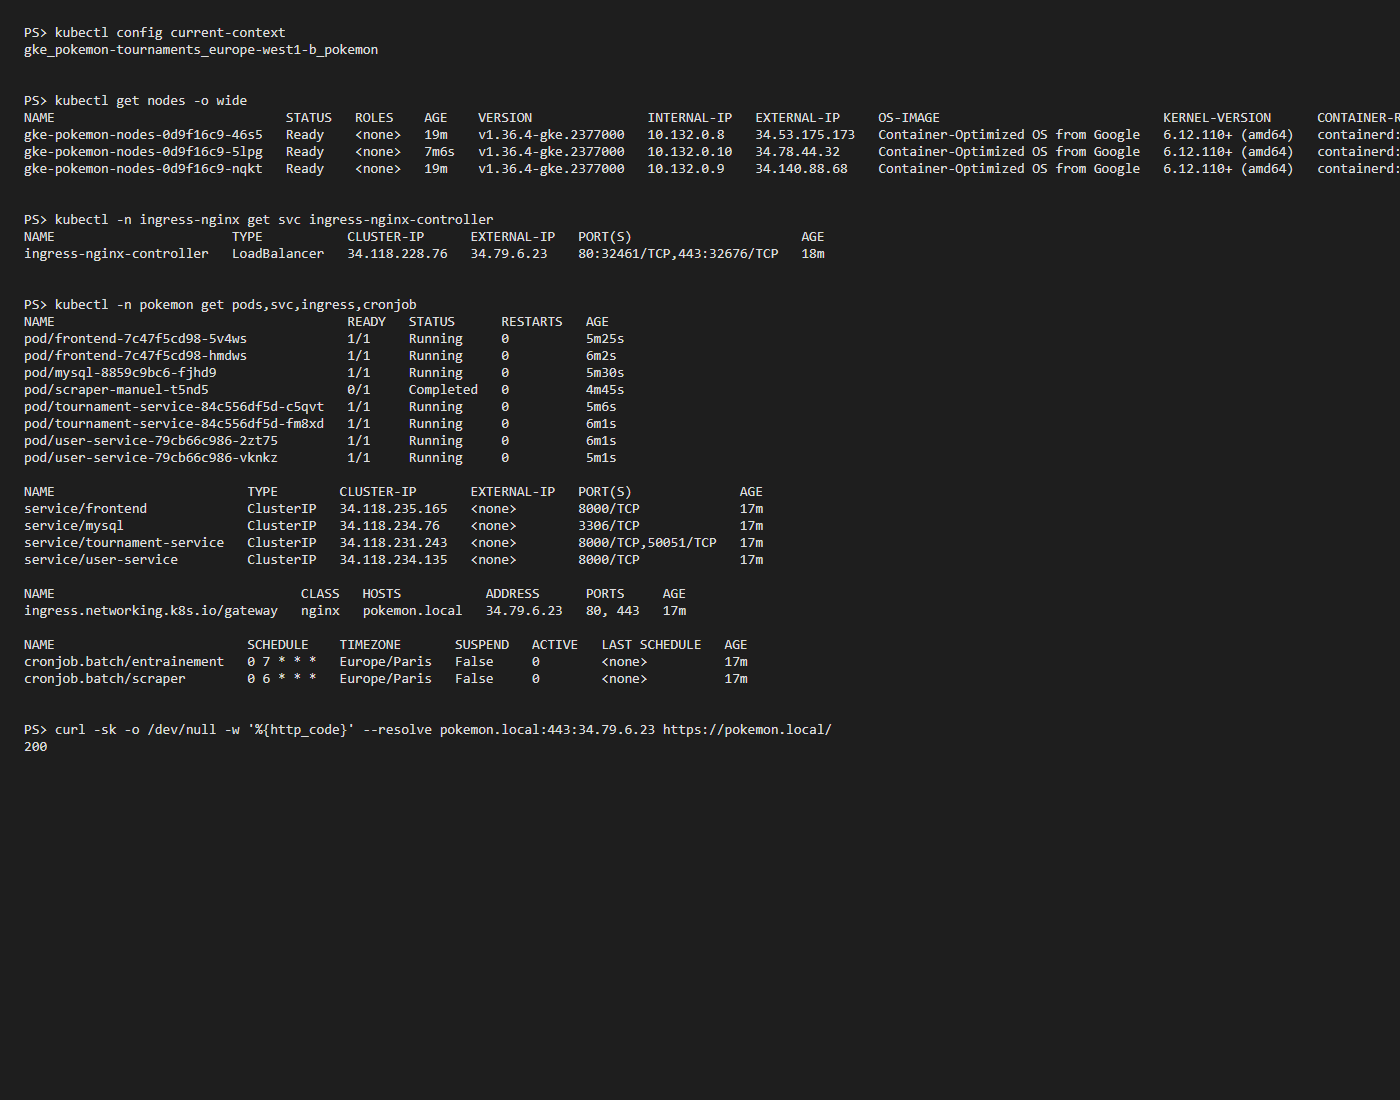 PS> kubectl config current-context
gke_pokemon-tournaments_europe-west1-b_pokemon
PS> kubectl get nodes -o wide
NAME STATUS ROLES AGE VERSION INTERNAL-IP EXTERNAL-IP OS-IMAGE KERNEL-VERSION CONTAINER-R
gke-pokemon-nodes-0d9f16c9-46s5 Ready <none> 19m v1.36.4-gke.2377000 10.132.0.8 34.53.175.173 Container-Optimized OS from Google 6.12.110+ (amd64) containerd:
gke-pokemon-nodes-0d9f16c9-5lpg Ready <none> 7m6s v1.36.4-gke.2377000 10.132.0.10 34.78.44.32 Container-Optimized OS from Google 6.12.110+ (amd64) containerd:
gke-pokemon-nodes-0d9f16c9-nqkt Ready <none> 19m v1.36.4-gke.2377000 10.132.0.9 34.140.88.68 Container-Optimized OS from Google 6.12.110+ (amd64) containerd:
PS> kubectl -n ingress-nginx get svc ingress-nginx-controller
NAME TYPE CLUSTER-IP EXTERNAL-IP PORT(S) AGE
ingress-nginx-controller LoadBalancer 34.118.228.76 34.79.6.23 80:32461/TCP,443:32676/TCP 18m
PS> kubectl -n pokemon get pods,svc,ingress,cronjob
NAME READY STATUS RESTARTS AGE
pod/frontend-7c47f5cd98-5v4ws 1/1 Running 0 5m25s
pod/frontend-7c47f5cd98-hmdws 1/1 Running 0 6m2s
pod/mysql-8859c9bc6-fjhd9 1/1 Running 0 5m30s
pod/scraper-manuel-t5nd5 0/1 Completed 0 4m45s
pod/tournament-service-84c556df5d-c5qvt 1/1 Running 0 5m6s
pod/tournament-service-84c556df5d-fm8xd 1/1 Running 0 6m1s
pod/user-service-79cb66c986-2zt75 1/1 Running 0 6m1s
pod/user-service-79cb66c986-vknkz 1/1 Running 0 5m1s
NAME TYPE CLUSTER-IP EXTERNAL-IP PORT(S) AGE
service/frontend ClusterIP 34.118.235.165 <none> 8000/TCP 17m
service/mysql ClusterIP 34.118.234.76 <none> 3306/TCP 17m
service/tournament-service ClusterIP 34.118.231.243 <none> 8000/TCP,50051/TCP 17m
service/user-service ClusterIP 34.118.234.135 <none> 8000/TCP 17m
NAME CLASS HOSTS ADDRESS PORTS AGE
ingress.networking.k8s.io/gateway nginx pokemon.local 34.79.6.23 80, 443 17m
NAME SCHEDULE TIMEZONE SUSPEND ACTIVE LAST SCHEDULE AGE
cronjob.batch/entrainement 0 7 * * * Europe/Paris False 0 <none> 17m
cronjob.batch/scraper 0 6 * * * Europe/Paris False 0 <none> 17m
PS> curl -sk -o /dev/null -w '%{http_code}' --resolve pokemon.local:443:34.79.6.23 https://pokemon.local/
200